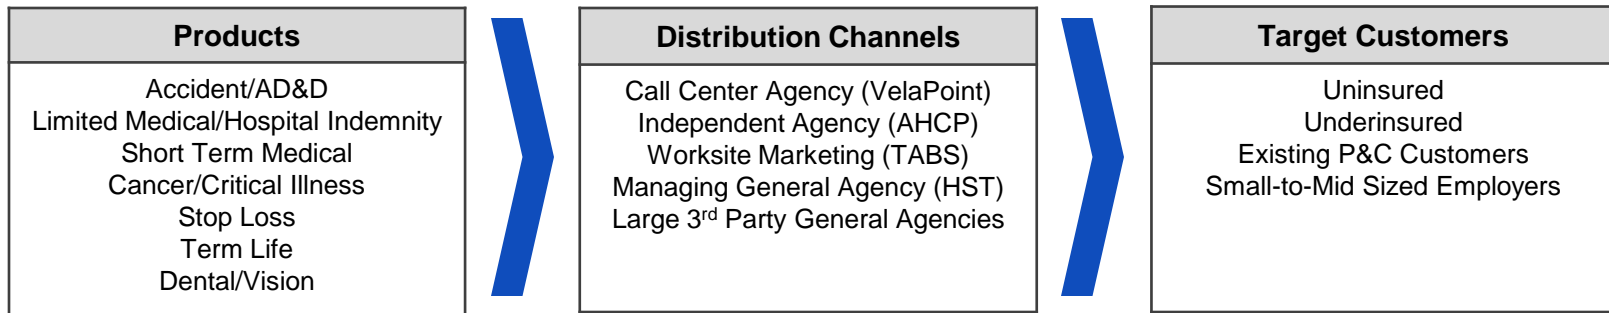 Products
Accident/AD&D
Limited Medical/Hospital Indemnity
Short Term Medical
Cancer/Critical Illness
Stop Loss
Term Life
Dental/Vision
Distribution Channels
Call Center Agency (VelaPoint)
Independent Agency (AHCP)
Worksite Marketing (TABS)
Managing General Agency (HST)
Large 3rd Party General Agencies
Target Customers
Uninsured
Underinsured
Existing P&C Customers
Small-to-Mid Sized Employers